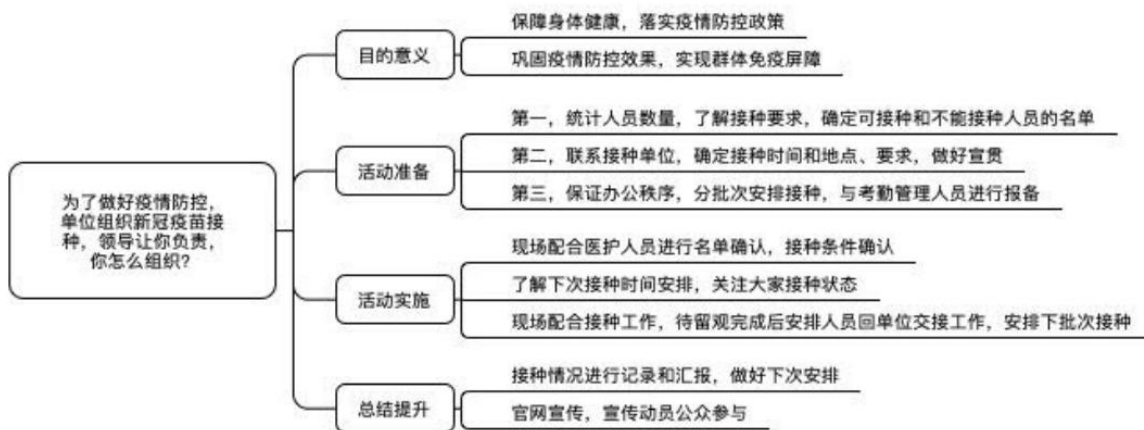 为了做好疫情防控，
单位组织新冠疫苗接
种，领导让你负责，
你怎么组织？
目的意义
保障身体健康，落实疫情防控政策
巩固疫情防控效果，实现群体免疫屏障
活动准备
第一，统计人员数量，了解接种要求，确定可接种和不能接种人员的名单
第二，联系接种单位，确定接种时间和地点、要求，做好宣贯
第三，保证办公秩序，分批次安排接种，与考勤管理人员进行报备
活动实施
现场配合医护人员进行名单确认，接种条件确认
了解下次接种时间安排，关注大家接种状态
现场配合接种工作，待留观完成后安排人员回单位交接工作，安排下批次接种
总结提升
接种情况进行记录和汇报，做好下次安排
官网宣传，宣传动员公众参与